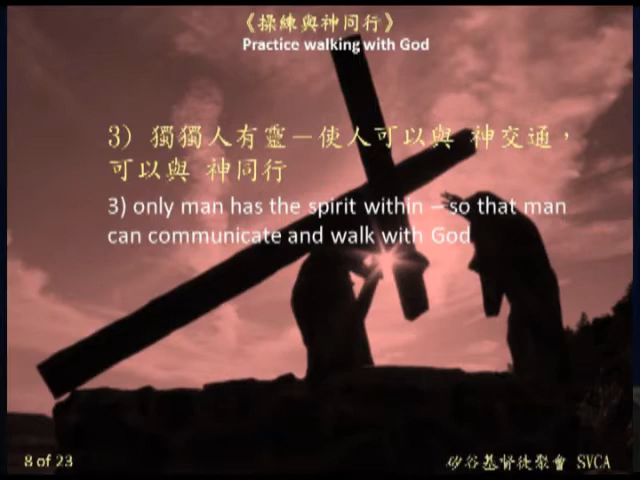 《操練與神同行》
Practice walking with God
3) 獨獨人有靈－使人可以與 神交通，
可以與 神同行
3) only man has the spirit within – so that man
can communicate and walk with God
8 of 23
矽谷基督徒聚會 SVCA